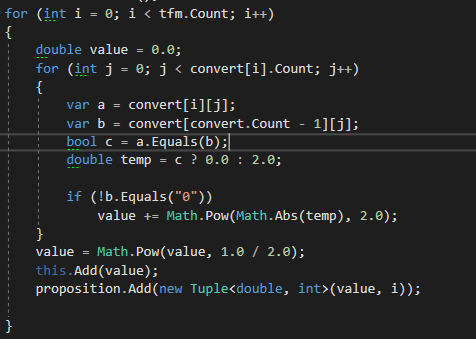 for (int i = 0; i < tfm.Count; i++)
{
double value = 0.0;
for (int j = 0; j < convert[i].Count; j++)
{
var a = convert[i][j];
var b = convert[convert.Count - 1][j];
bool c = a.Equals(b);
double temp = c ? 0.0 : 2.0;
if (!b.Equals("0"))
value += Math.Pow(Math.Abs(temp), 2.0);
}
value = Math.Pow(value, 1.0 / 2.0);
this.Add(value);
proposition.Add(new Tuple<double, int>(value, i));
}